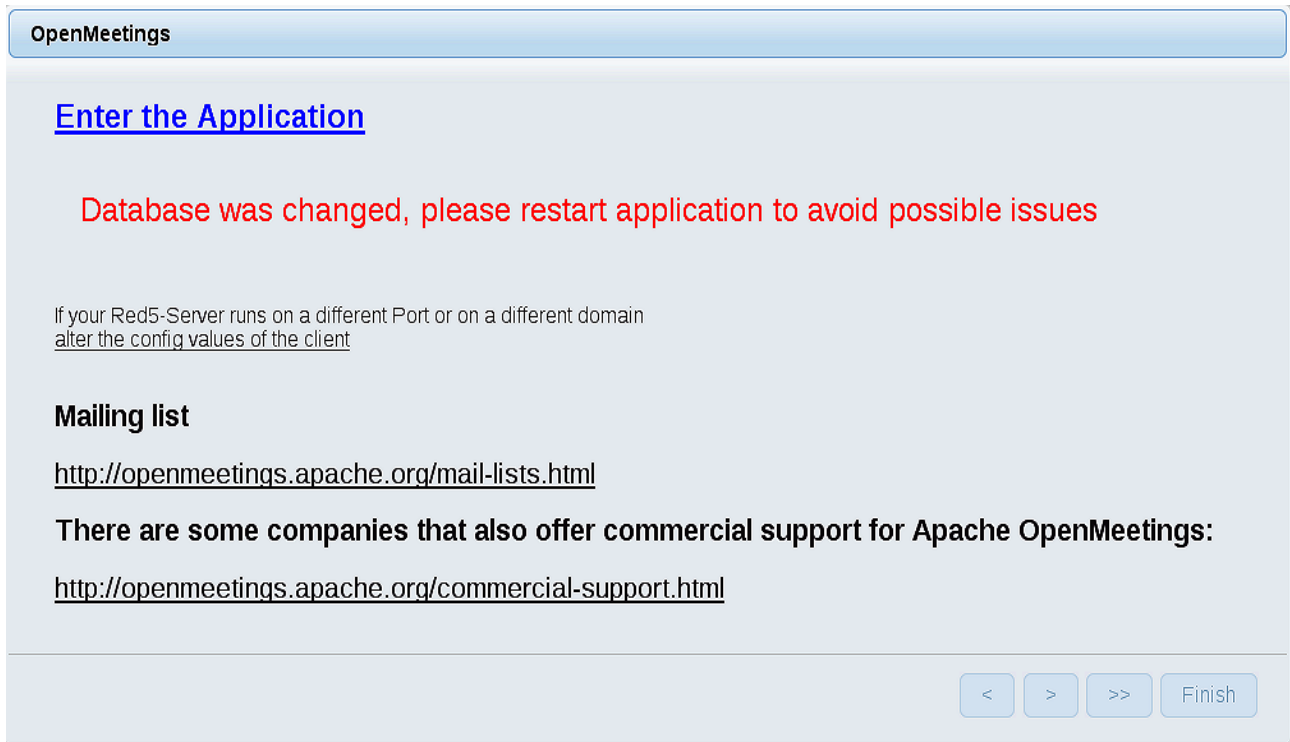 OpenMeetings
Enter the Application
Database was changed, please restart application to avoid possible issues
If your Red5-Server runs on a different Port or on a different domain
alter the config values of the client
Mailing list
http://openmeetings.apache.org/mail-lists.html
There are some companies that also offer commercial support for Apache OpenMeetings:
http://openmeetings.apache.org/commercial-support.html
< > >> Finish